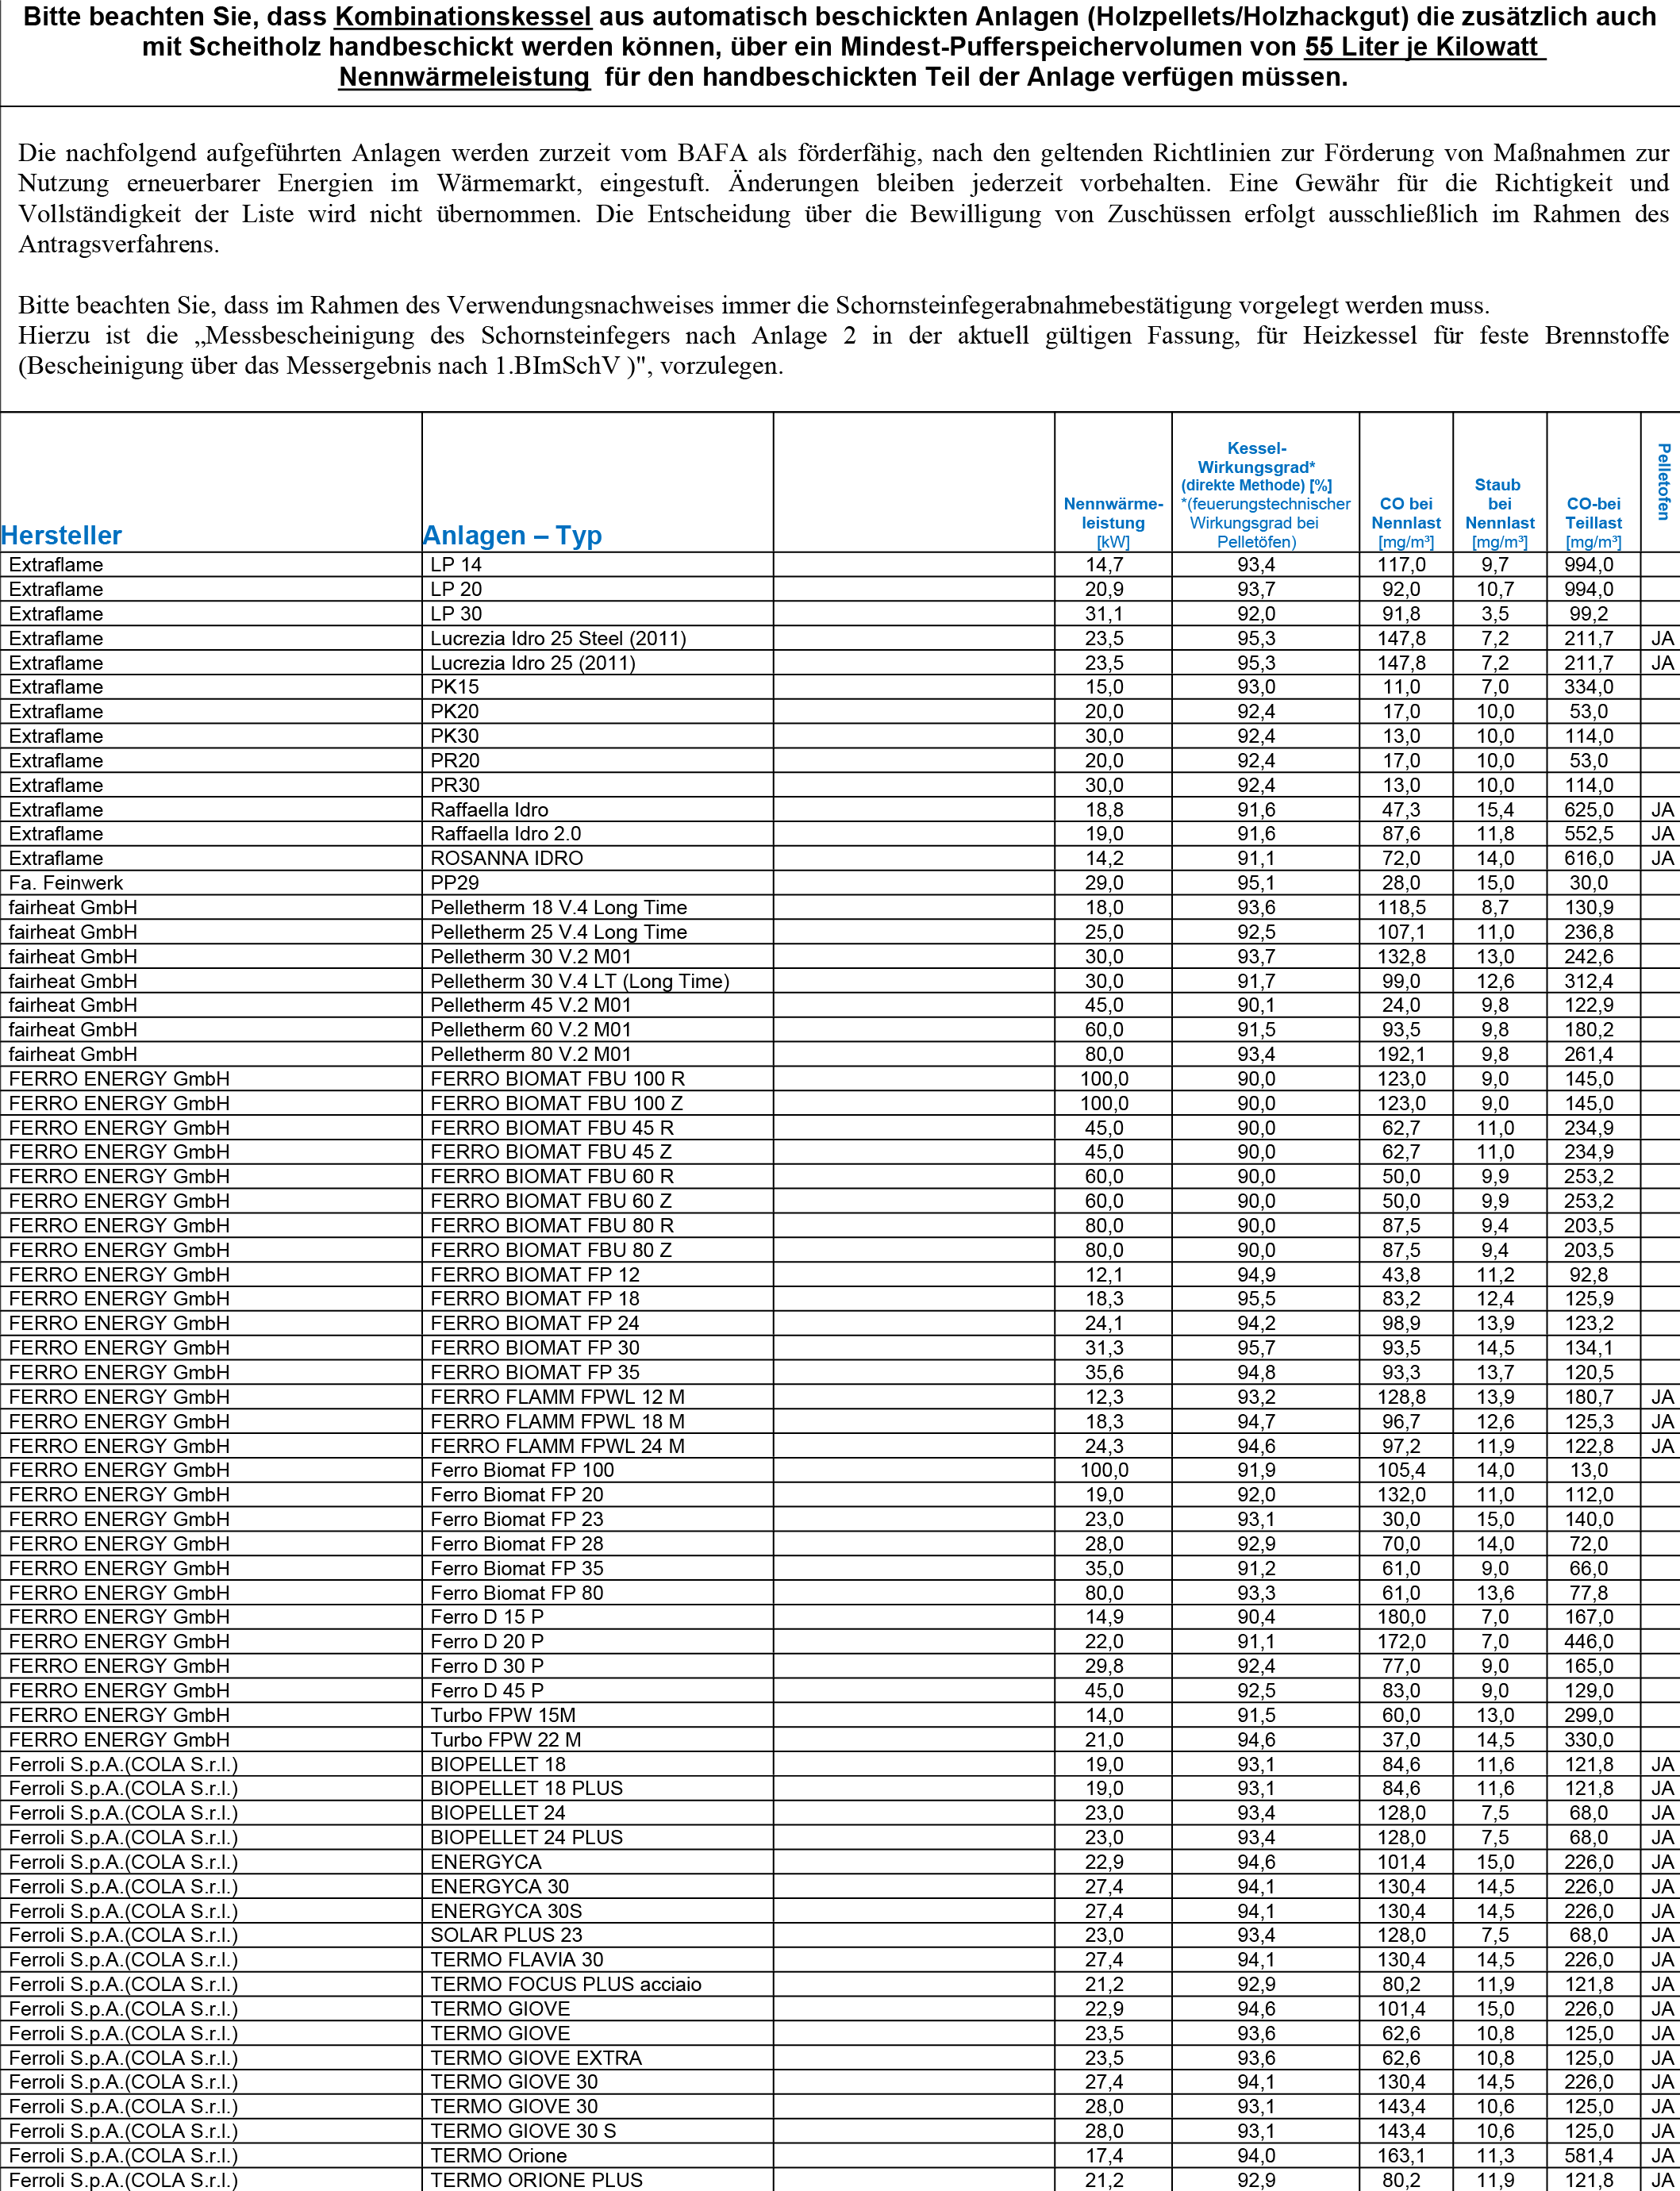 Bitte beachten Sie, dass Kombinationskessel aus automatisch beschickten Anlagen (Holzpellets/Holzhackgut) die zusätzlich auch
mit Scheitholz handbeschickt werden können, über ein Mindest-Pufferspeichervolumen von 55 Liter je Kilowatt
Nennwärmeleistung für den handbeschickten Teil der Anlage verfügen müssen.
Die nachfolgend aufgeführten Anlagen werden zurzeit vom BAFA als förderfähig, nach den geltenden Richtlinien zur Förderung von Maßnahmen zur
Nutzung erneuerbarer Energien im Wärmemarkt, eingestuft. Änderungen bleiben jederzeit vorbehalten. Eine Gewähr für die Richtigkeit und
Vollständigkeit der Liste wird nicht übernommen. Die Entscheidung über die Bewilligung von Zuschüssen erfolgt ausschließlich im Rahmen des
Antragsverfahrens.
Bitte beachten Sie, dass im Rahmen des Verwendungsnachweises immer die Schornsteinfegerabnahmebestätigung vorgelegt werden muss.
Hierzu ist die „Messbescheinigung des Schornsteinfegers nach Anlage 2 in der aktuell gültigen Fassung, für Heizkessel für feste Brennstoffe
(Bescheinigung über das Messergebnis nach 1.BImSchV )", vorzulegen.
Hersteller
Anlagen – Typ
Nennwärme-
leistung
[kW]
Kessel-
Wirkungsgrad*
(direkte Methode) [%]
*(feuerungstechnischer
Wirkungsgrad bei
Pelletöfen)
CO bei
Nennlast
[mg/m³]
Staub
bei
Nennlast
[mg/m³]
CO-bei
Teillast
[mg/m³]
Pelletofen
Extraflame LP 14 14,7 93,4 117,0 9,7 994,0
Extraflame LP 20 20,9 93,7 92,0 10,7 994,0
Extraflame LP 30 31,1 92,0 91,8 3,5 99,2
Extraflame Lucrezia Idro 25 Steel (2011) 23,5 95,3 147,8 7,2 211,7 JA
Extraflame Lucrezia Idro 25 (2011) 23,5 95,3 147,8 7,2 211,7 JA
Extraflame PK15 15,0 93,0 11,0 7,0 334,0
Extraflame PK20 20,0 92,4 17,0 10,0 53,0
Extraflame PK30 30,0 92,4 13,0 10,0 114,0
Extraflame PR20 20,0 92,4 17,0 10,0 53,0
Extraflame PR30 30,0 92,4 13,0 10,0 114,0
Extraflame Raffaella Idro 18,8 91,6 47,3 15,4 625,0 JA
Extraflame Raffaella Idro 2.0 19,0 91,6 87,6 11,8 552,5 JA
Extraflame ROSANNA IDRO 14,2 91,1 72,0 14,0 616,0 JA
Fa. Feinwerk PP29 29,0 95,1 28,0 15,0 30,0
fairheat GmbH Pelletherm 18 V.4 Long Time 18,0 93,6 118,5 8,7 130,9
fairheat GmbH Pelletherm 25 V.4 Long Time 25,0 92,5 107,1 11,0 236,8
fairheat GmbH Pelletherm 30 V.2 M01 30,0 93,7 132,8 13,0 242,6
fairheat GmbH Pelletherm 30 V.4 LT (Long Time) 30,0 91,7 99,0 12,6 312,4
fairheat GmbH Pelletherm 45 V.2 M01 45,0 90,1 24,0 9,8 122,9
fairheat GmbH Pelletherm 60 V.2 M01 60,0 91,5 93,5 9,8 180,2
fairheat GmbH Pelletherm 80 V.2 M01 80,0 93,4 192,1 9,8 261,4
FERRO ENERGY GmbH FERRO BIOMAT FBU 100 R 100,0 90,0 123,0 9,0 145,0
FERRO ENERGY GmbH FERRO BIOMAT FBU 100 Z 100,0 90,0 123,0 9,0 145,0
FERRO ENERGY GmbH FERRO BIOMAT FBU 45 R 45,0 90,0 62,7 11,0 234,9
FERRO ENERGY GmbH FERRO BIOMAT FBU 45 Z 45,0 90,0 62,7 11,0 234,9
FERRO ENERGY GmbH FERRO BIOMAT FBU 60 R 60,0 90,0 50,0 9,9 253,2
FERRO ENERGY GmbH FERRO BIOMAT FBU 60 Z 60,0 90,0 50,0 9,9 253,2
FERRO ENERGY GmbH FERRO BIOMAT FBU 80 R 80,0 90,0 87,5 9,4 203,5
FERRO ENERGY GmbH FERRO BIOMAT FBU 80 Z 80,0 90,0 87,5 9,4 203,5
FERRO ENERGY GmbH FERRO BIOMAT FP 12 12,1 94,9 43,8 11,2 92,8
FERRO ENERGY GmbH FERRO BIOMAT FP 18 18,3 95,5 83,2 12,4 125,9
FERRO ENERGY GmbH FERRO BIOMAT FP 24 24,1 94,2 98,9 13,9 123,2
FERRO ENERGY GmbH FERRO BIOMAT FP 30 31,3 95,7 93,5 14,5 134,1
FERRO ENERGY GmbH FERRO BIOMAT FP 35 35,6 94,8 93,3 13,7 120,5
FERRO ENERGY GmbH FERRO FLAMM FPWL 12 M 12,3 93,2 128,8 13,9 180,7 JA
FERRO ENERGY GmbH FERRO FLAMM FPWL 18 M 18,3 94,7 96,7 12,6 125,3 JA
FERRO ENERGY GmbH FERRO FLAMM FPWL 24 M 24,3 94,6 97,2 11,9 122,8 JA
FERRO ENERGY GmbH Ferro Biomat FP 100 100,0 91,9 105,4 14,0 13,0
FERRO ENERGY GmbH Ferro Biomat FP 20 19,0 92,0 132,0 11,0 112,0
FERRO ENERGY GmbH Ferro Biomat FP 23 23,0 93,1 30,0 15,0 140,0
FERRO ENERGY GmbH Ferro Biomat FP 28 28,0 92,9 70,0 14,0 72,0
FERRO ENERGY GmbH Ferro Biomat FP 35 35,0 91,2 61,0 9,0 66,0
FERRO ENERGY GmbH Ferro Biomat FP 80 80,0 93,3 61,0 13,6 77,8
FERRO ENERGY GmbH Ferro D 15 P 14,9 90,4 180,0 7,0 167,0
FERRO ENERGY GmbH Ferro D 20 P 22,0 91,1 172,0 7,0 446,0
FERRO ENERGY GmbH Ferro D 30 P 29,8 92,4 77,0 9,0 165,0
FERRO ENERGY GmbH Ferro D 45 P 45,0 92,5 83,0 9,0 129,0
FERRO ENERGY GmbH Turbo FPW 15M 14,0 91,5 60,0 13,0 299,0
FERRO ENERGY GmbH Turbo FPW 22 M 21,0 94,6 37,0 14,5 330,0
Ferroli S.p.A.(COLA S.r.l.) BIOPELLET 18 19,0 93,1 84,6 11,6 121,8 JA
Ferroli S.p.A.(COLA S.r.l.) BIOPELLET 18 PLUS 19,0 93,1 84,6 11,6 121,8 JA
Ferroli S.p.A.(COLA S.r.l.) BIOPELLET 24 23,0 93,4 128,0 7,5 68,0 JA
Ferroli S.p.A.(COLA S.r.l.) BIOPELLET 24 PLUS 23,0 93,4 128,0 7,5 68,0 JA
Ferroli S.p.A.(COLA S.r.l.) ENERGYCA 22,9 94,6 101,4 15,0 226,0 JA
Ferroli S.p.A.(COLA S.r.l.) ENERGYCA 30 27,4 94,1 130,4 14,5 226,0 JA
Ferroli S.p.A.(COLA S.r.l.) ENERGYCA 30S 27,4 94,1 130,4 14,5 226,0 JA
Ferroli S.p.A.(COLA S.r.l.) SOLAR PLUS 23 23,0 93,4 128,0 7,5 68,0 JA
Ferroli S.p.A.(COLA S.r.l.) TERMO FLAVIA 30 27,4 94,1 130,4 14,5 226,0 JA
Ferroli S.p.A.(COLA S.r.l.) TERMO FOCUS PLUS acciaio 21,2 92,9 80,2 11,9 121,8 JA
Ferroli S.p.A.(COLA S.r.l.) TERMO GIOVE 22,9 94,6 101,4 15,0 226,0 JA
Ferroli S.p.A.(COLA S.r.l.) TERMO GIOVE 23,5 93,6 62,6 10,8 125,0 JA
Ferroli S.p.A.(COLA S.r.l.) TERMO GIOVE EXTRA 23,5 93,6 62,6 10,8 125,0 JA
Ferroli S.p.A.(COLA S.r.l.) TERMO GIOVE 30 27,4 94,1 130,4 14,5 226,0 JA
Ferroli S.p.A.(COLA S.r.l.) TERMO GIOVE 30 28,0 93,1 143,4 10,6 125,0 JA
Ferroli S.p.A.(COLA S.r.l.) TERMO GIOVE 30 S 28,0 93,1 143,4 10,6 125,0 JA
Ferroli S.p.A.(COLA S.r.l.) TERMO Orione 17,4 94,0 163,1 11,3 581,4 JA
Ferroli S.p.A.(COLA S.r.l.) TERMO ORIONE PLUS 21,2 92,9 80,2 11,9 121,8 JA